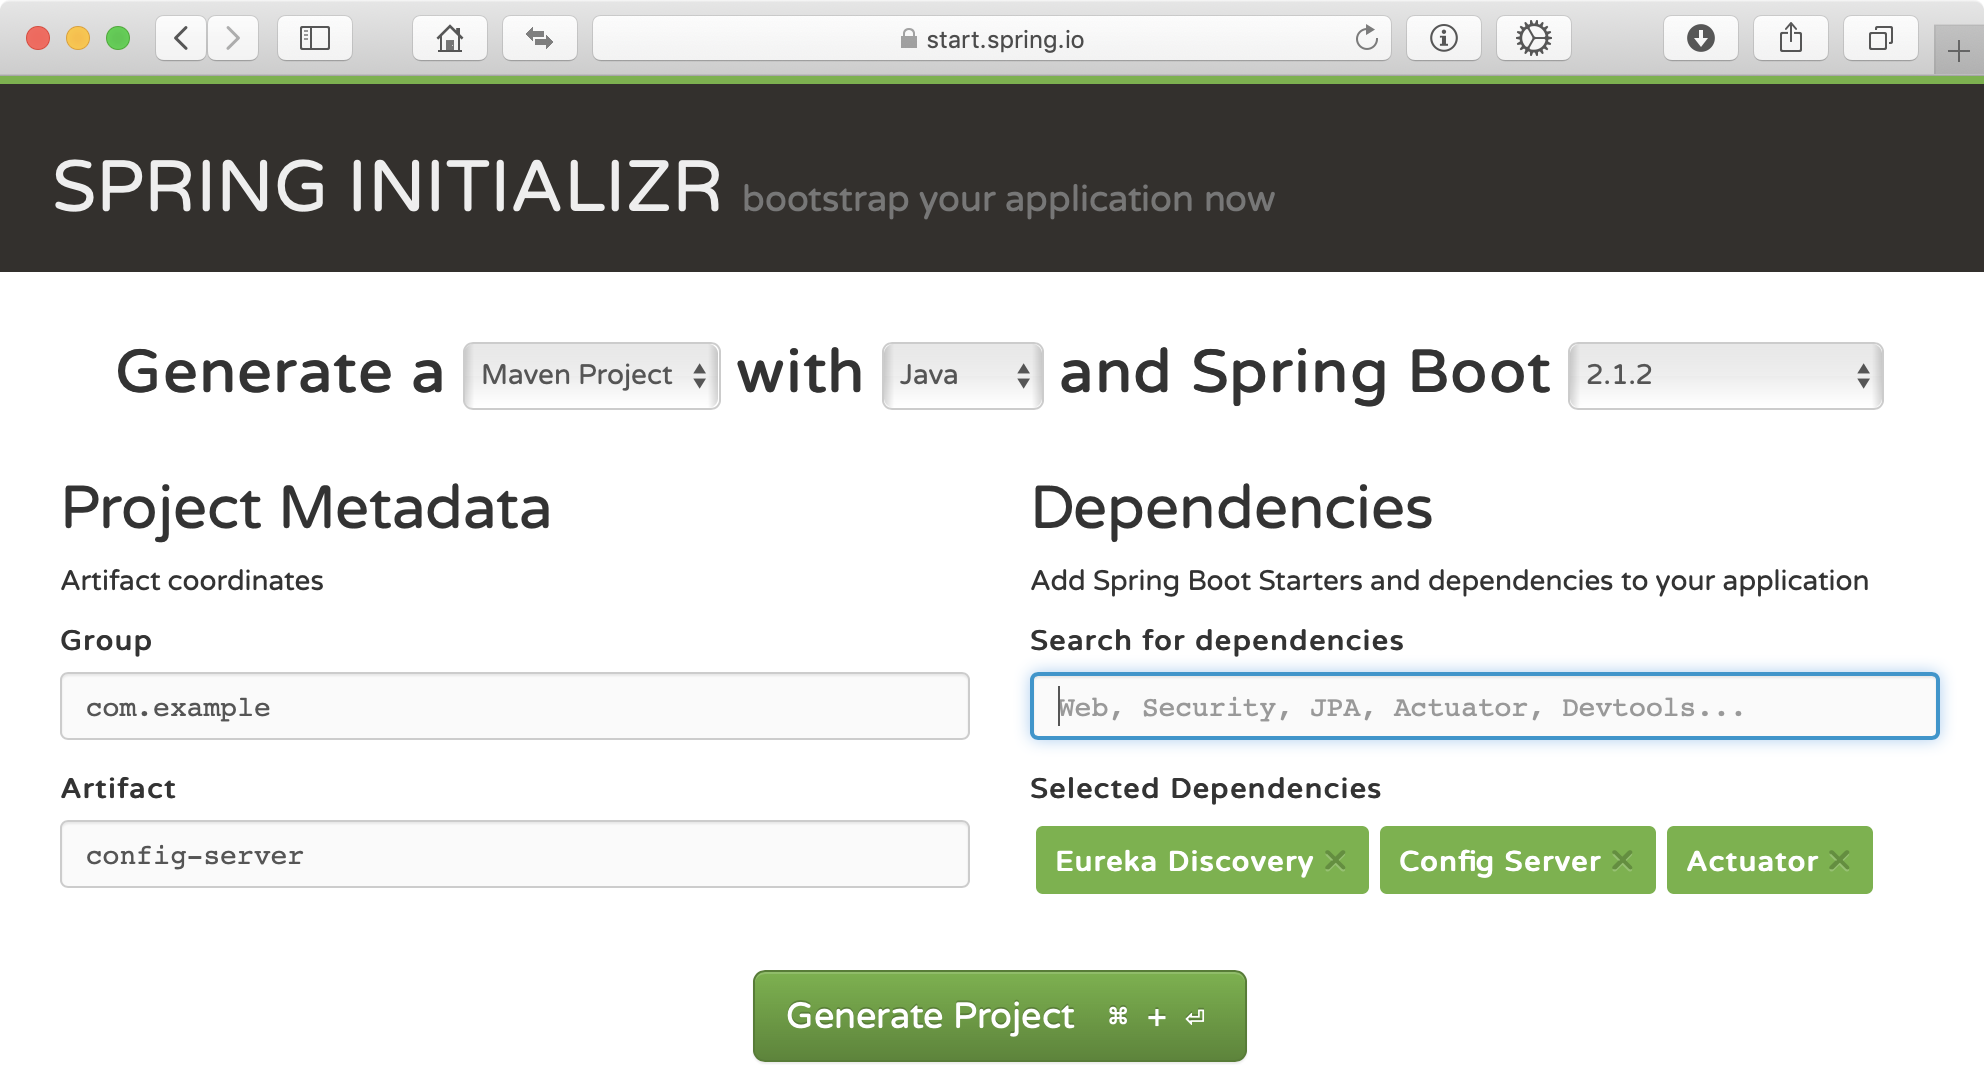 start.spring.io
SPRING INITIALIZR bootstrap your application now
Generate a Maven Project with Java and Spring Boot 2.1.2
Project Metadata
Artifact coordinates
Group
com.example
Artifact
config-server
Dependencies
Add Spring Boot Starters and dependencies to your application
Search for dependencies
Web, Security, JPA, Actuator, Devtools...
Selected Dependencies
Eureka Discovery × Config Server × Actuator ×
Generate Project ⌘ + ⏎